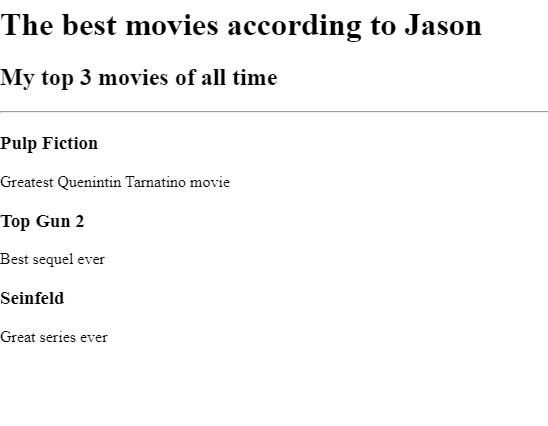 The best movies according to Jason
My top 3 movies of all time
Pulp Fiction
Greatest Quenintin Tarnatino movie
Top Gun 2
Best sequel ever
Seinfeld
Great series ever